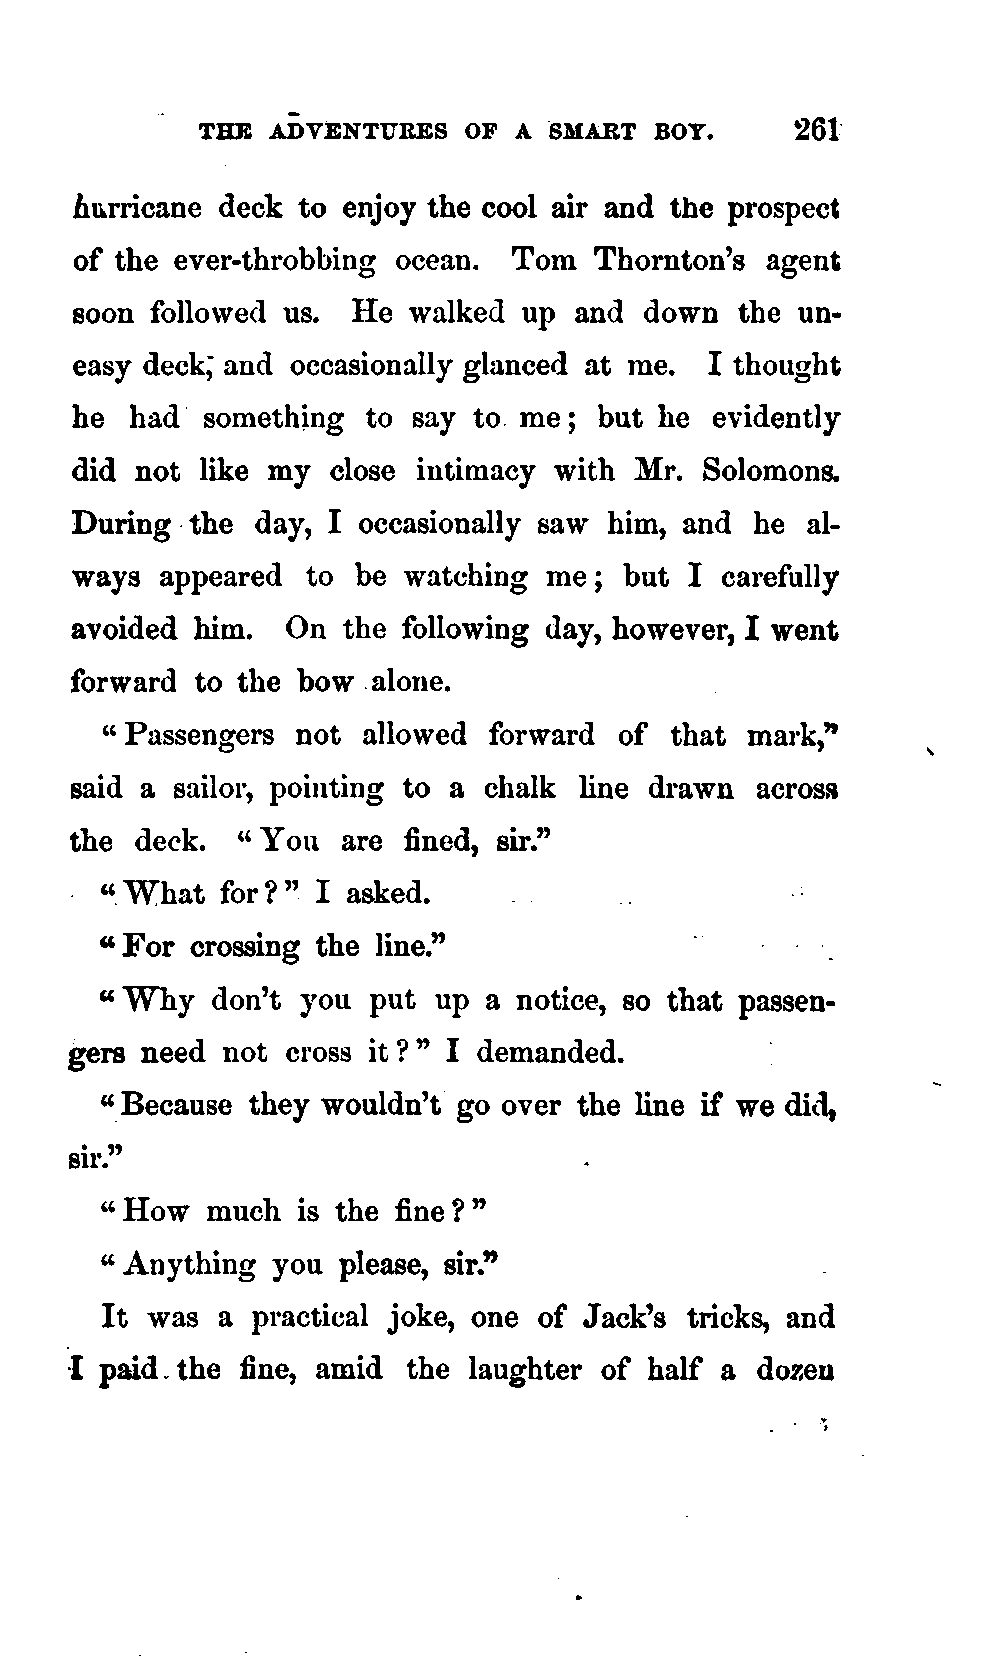 THE ADVENTURES OF A SMART BOY. 261
hurricane deck to enjoy the cool air and the prospect
of the ever-throbbing ocean. Tom Thornton's agent
soon followed us. He walked up and down the un-
easy deck, and occasionally glanced at me. I thought
he had something to say to me; but he evidently
did not like my close intimacy with Mr. Solomons.
During the day, I occasionally saw him, and he al-
ways appeared to be watching me; but I carefully
avoided him. On the following day, however, I went
forward to the bow alone.
"Passengers not allowed forward of that mark,"
said a sailor, pointing to a chalk line drawn across
the deck. "You are fined, sir."
"What for?" I asked.
"For crossing the line."
"Why don't you put up a notice, so that passen-
gers need not cross it?" I demanded.
"Because they wouldn't go over the line if we did,
sir."
"How much is the fine?"
"Anything you please, sir."
It was a practical joke, one of Jack's tricks, and
I paid the fine, amid the laughter of half a dozen